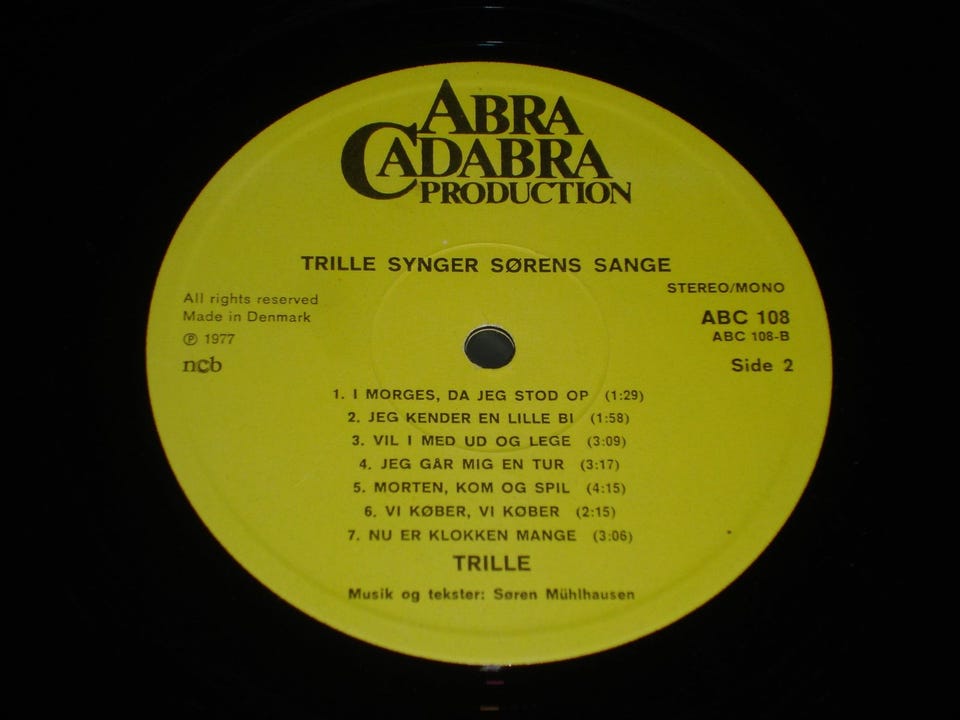 ABRA
CADABRA
PRODUCTION
TRILLE SYNGER SØRENS SANGE
STEREO/MONO
All rights reserved
Made in Denmark
℗ 1977
ncb
ABC 108
ABC 108-B
Side 2
1. I MORGES, DA JEG STOD OP (1:29)
2. JEG KENDER EN LILLE BI (1:58)
3. VIL I MED UD OG LEGE (3:09)
4. JEG GÅR MIG EN TUR (3:17)
5. MORTEN, KOM OG SPIL (4:15)
6. VI KØBER, VI KØBER (2:15)
7. NU ER KLOKKEN MANGE (3:06)
TRILLE
Musik og tekster: Søren Mühlhausen